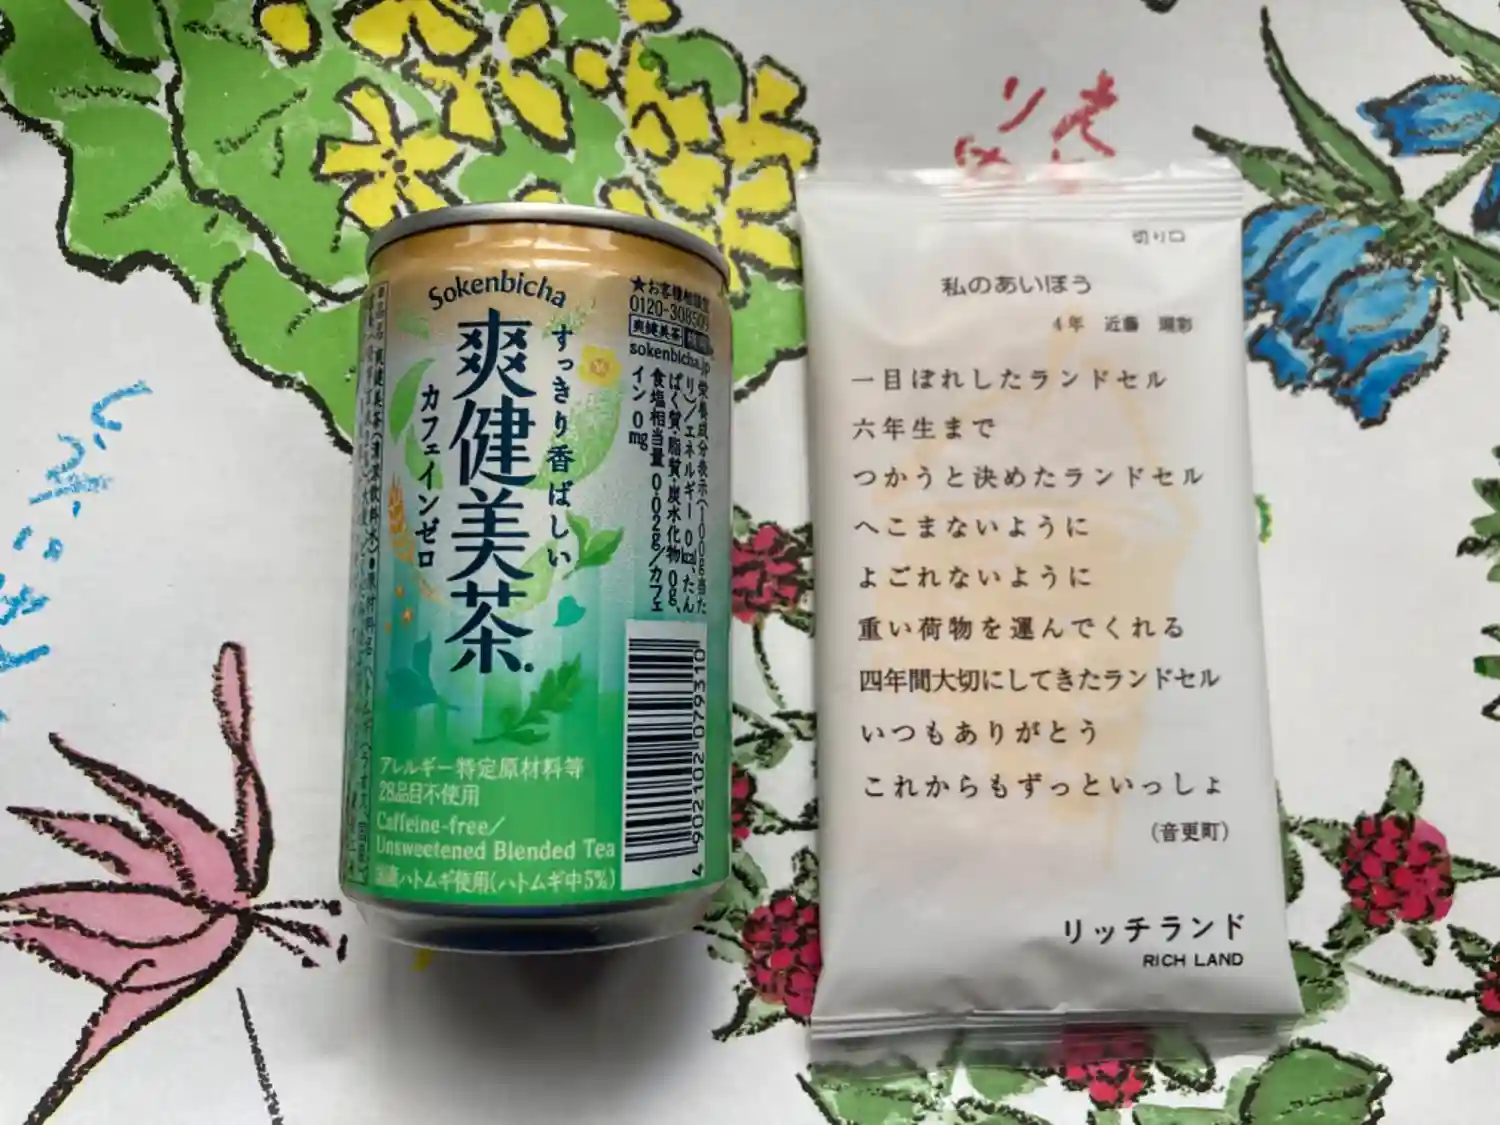 Sokenbicha
爽健美茶
すっきり香ばしい
カフェインゼロ
★お客様相談室
0120-308509
爽健美茶
sokenbicha.jp
栄養成分表示(100g当た
り)/エネルギー 0kcal、たん
ぱく質・脂質・炭水化物 0g、
食塩相当量 0.02g/カフェ
イン 0mg
アレルギー特定原材料等
28品目不使用
Caffeine-free/
Unsweetened Blended Tea
国産ハトムギ使用(ハトムギ中5%)
4 902102 079310
切り口
私のあいぼう
4年 近藤
一目ぼれしたランドセル
六年生まで
つかうと決めたランドセル
へこまないように
よごれないように
重い荷物を運んでくれる
四年間大切にしてきたランドセル
いつもありがとう
これからもずっといっしょ
(音更町)
リッチランド
RICH LAND